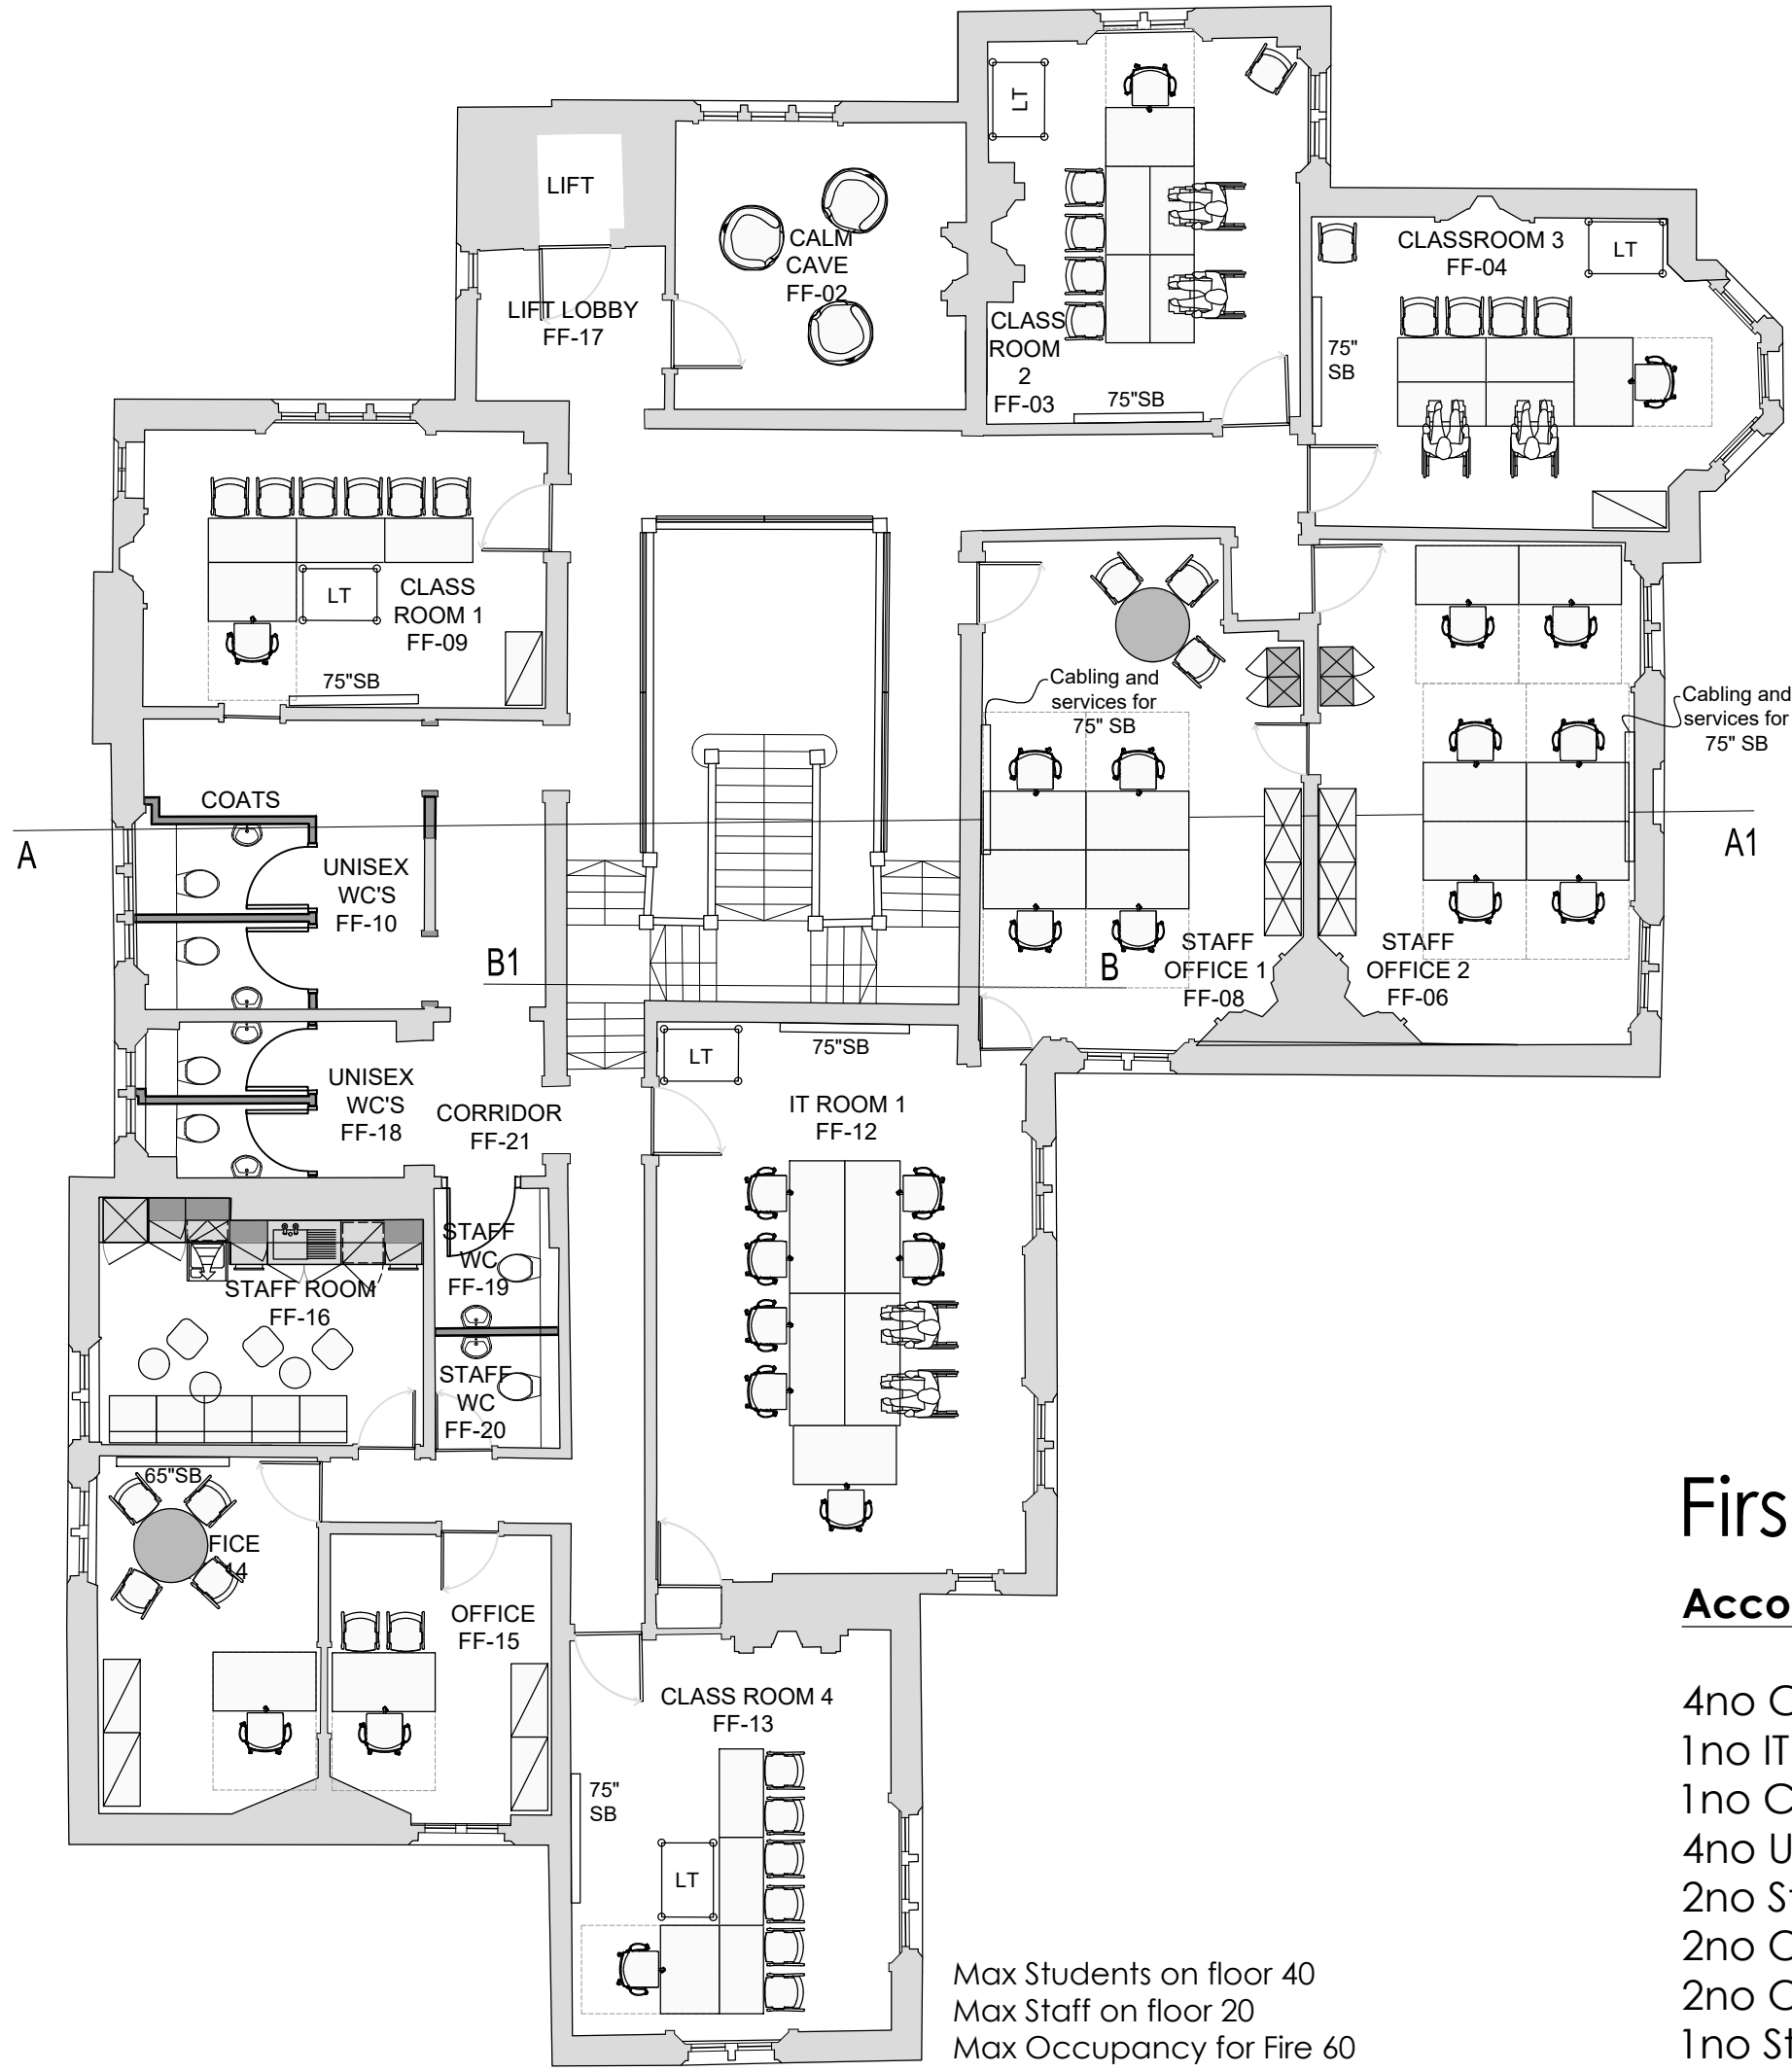 LT
LIFT
CALM
CAVE
FF-02
LIFT LOBBY
FF-17
CLASS
ROOM
2
FF-03
75"SB
CLASSROOM 3
FF-04
LT
75"
SB
CLASS
ROOM 1
FF-09
LT
75"SB
Cabling and
services for
75" SB
Cabling and
services for
75" SB
COATS
A
A1
UNISEX
WC'S
FF-10
B1
B
STAFF
OFFICE 1
FF-08
STAFF
OFFICE 2
FF-06
LT
75"SB
UNISEX
WC'S
FF-18
CORRIDOR
FF-21
IT ROOM 1
FF-12
STAFF
WC
FF-19
STAFF ROOM
FF-16
STAFF
WC
FF-20
65"SB
FICE
14
OFFICE
FF-15
CLASS ROOM 4
FF-13
75"
SB
LT
Max Students on floor 40
Max Staff on floor 20
Max Occupancy for Fire 60
Firs
Acco
4no C
1no IT
1no C
4no U
2no St
2no O
2no O
1no St